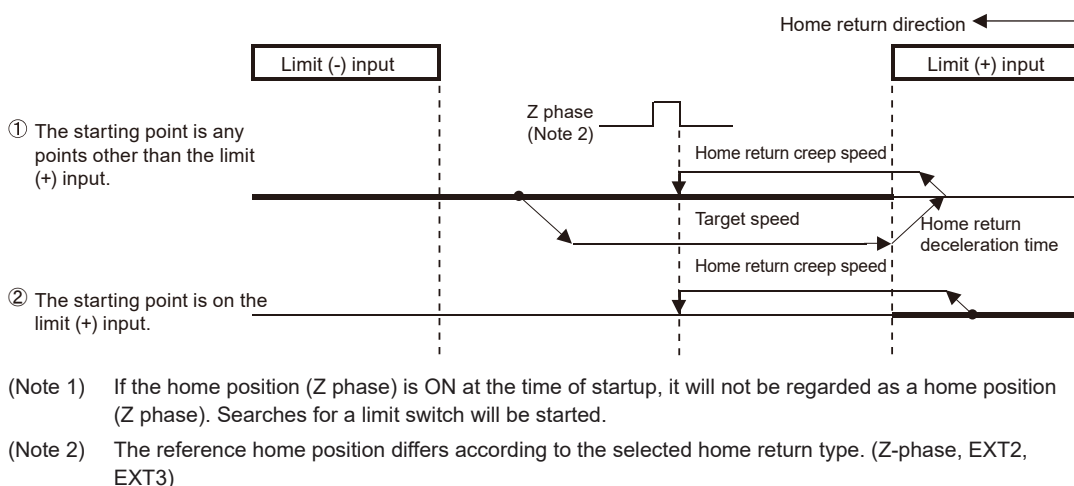 Home return direction
Limit (-) input
Limit (+) input
Z phase
(Note 2)
① The starting point is any
points other than the limit
(+) input.
Home return creep speed
Target speed
Home return
deceleration time
Home return creep speed
② The starting point is on the
limit (+) input.
(Note 1) If the home position (Z phase) is ON at the time of startup, it will not be regarded as a home position
(Z phase). Searches for a limit switch will be started.
(Note 2) The reference home position differs according to the selected home return type. (Z-phase, EXT2,
EXT3)